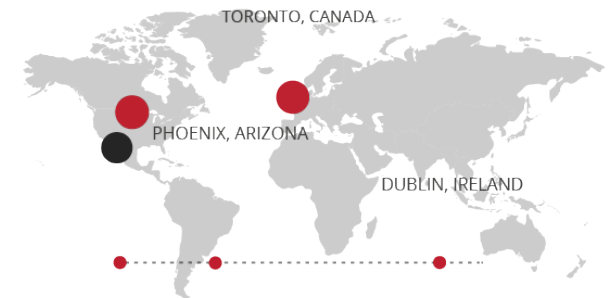 TORONTO, CANADA
PHOENIX, ARIZONA
DUBLIN, IRELAND